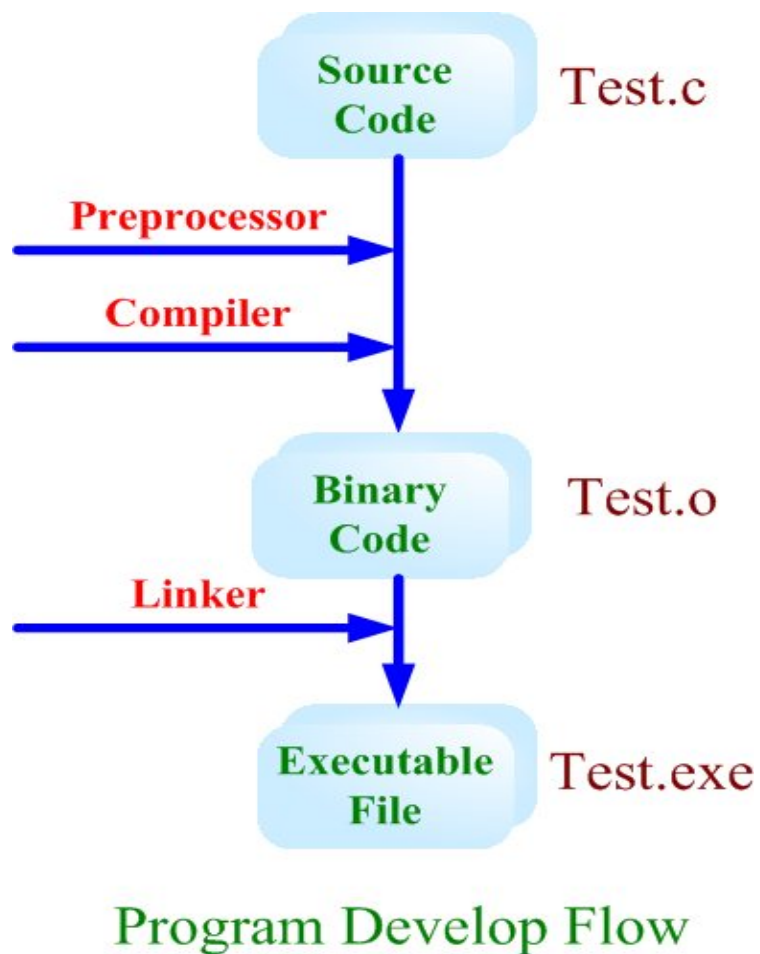 Source
Code
Test.c
Preprocessor
Compiler
Binary
Code
Test.o
Linker
Executable
File
Test.exe
Program Develop Flow